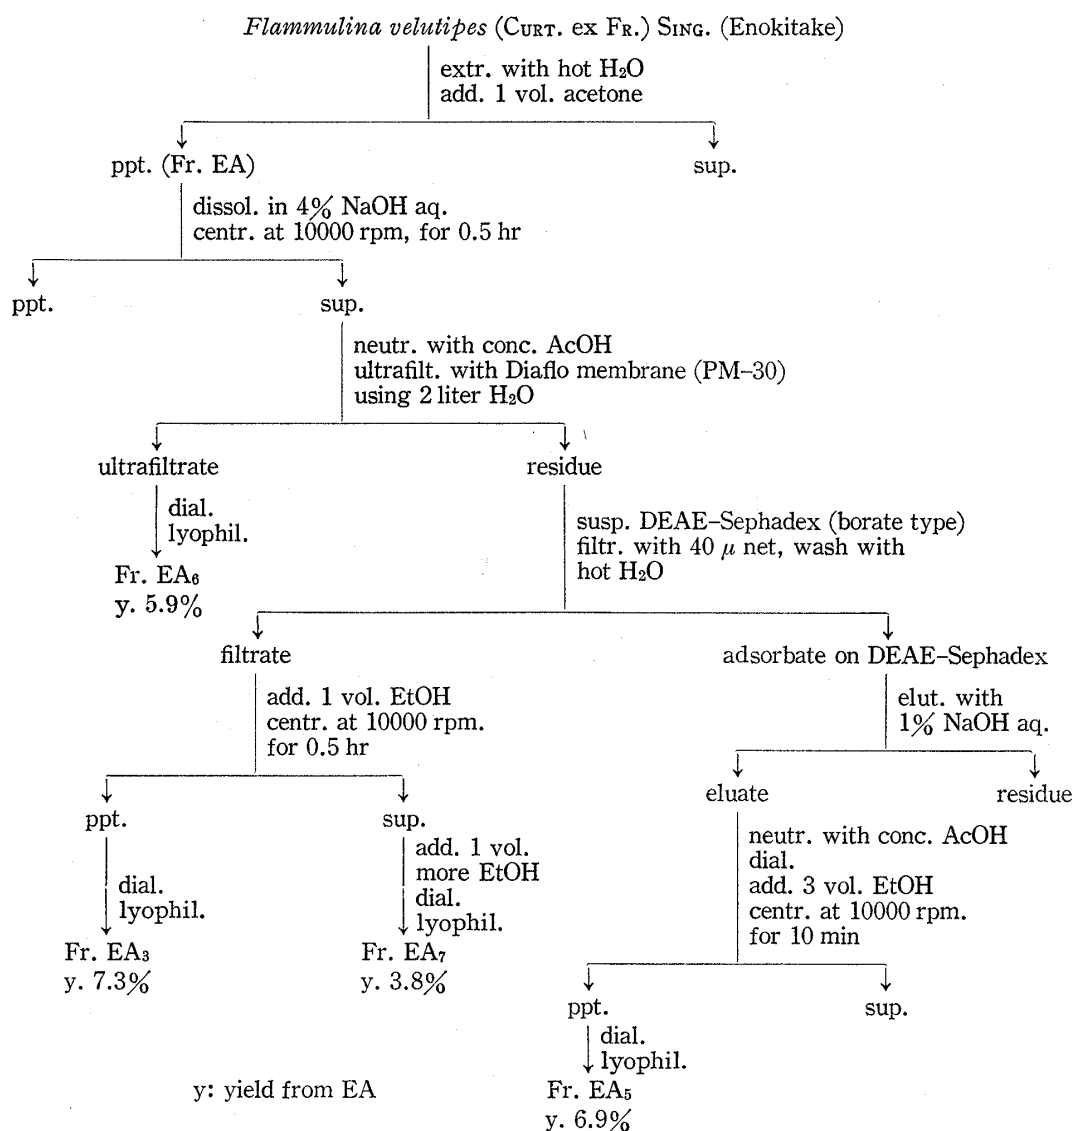 Flammulina velutipes (CURT. ex FR.) SING. (Enokitake)
extr. with hot H₂O
add. 1 vol. acetone
ppt. (Fr. EA)
sup.
dissol. in 4% NaOH aq.
centr. at 10000 rpm, for 0.5 hr
ppt.
sup.
neutr. with conc. AcOH
ultrafilt. with Diaflo membrane (PM–30)
using 2 liter H₂O
ultrafiltrate
residue
dial.
lyophil.
Fr. EA₆
y. 5.9%
susp. DEAE–Sephadex (borate type)
filtr. with 40 μ net, wash with
hot H₂O
filtrate
adsorbate on DEAE–Sephadex
add. 1 vol. EtOH
centr. at 10000 rpm.
for 0.5 hr
elut. with
1% NaOH aq.
ppt.
sup.
eluate
residue
dial.
lyophil.
Fr. EA₃
y. 7.3%
add. 1 vol.
more EtOH
dial.
lyophil.
Fr. EA₇
y. 3.8%
neutr. with conc. AcOH
dial.
add. 3 vol. EtOH
centr. at 10000 rpm.
for 10 min
ppt.
sup.
dial.
lyophil.
Fr. EA₅
y. 6.9%
y: yield from EA